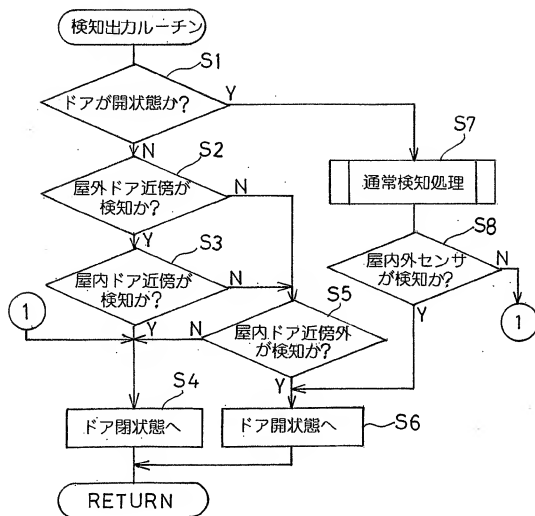 検知出力ルーチン
S1
ドアが開状態か?
Y
N
S2
屋外ドア近傍が
検知か?
N
Y
S3
屋内ドア近傍が
検知か?
N
Y
S7
通常検知処理
S8
屋内外センサ
が検知か?
N
Y
1
1
S5
屋内ドア近傍外
が検知か?
N
Y
S4
ドア閉状態へ
S6
ドア開状態へ
RETURN